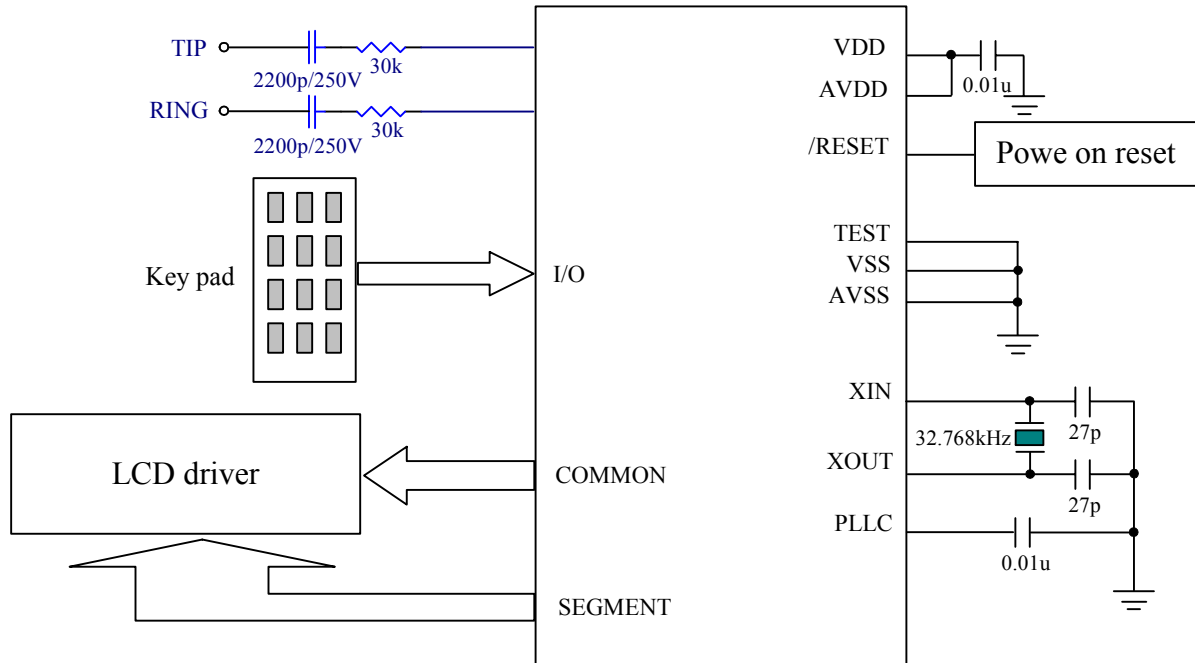 TIP
2200p/250V
30k
RING
2200p/250V
30k
Key pad
I/O
LCD driver
COMMON
SEGMENT
VDD
0.01u
AVDD
/RESET
Powe on reset
TEST
VSS
AVSS
XIN
27p
32.768kHz
XOUT
27p
PLLC
0.01u